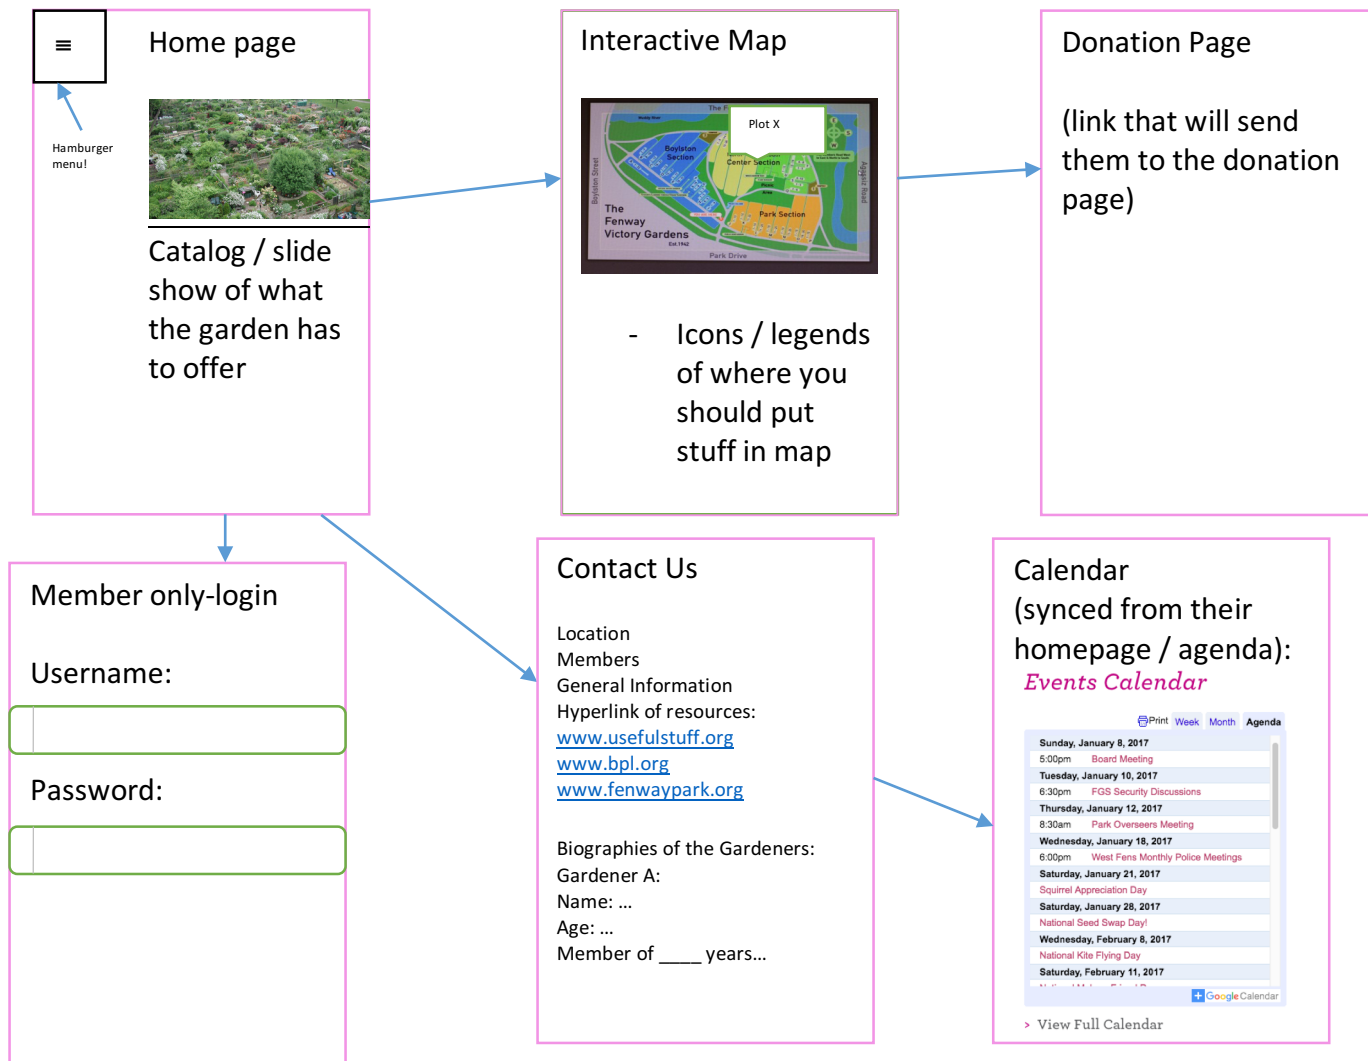 ≡
Home page
Hamburger
menu!
Catalog / slide
show of what
the garden has
to offer
Interactive Map
Plot X
Boylston Street
Boylston
Section
Center Section
Park Section
The
Fenway
Victory Gardens
Est.1942
Park Drive
Agassiz Road
- Icons / legends
of where you
should put
stuff in map
Donation Page
(link that will send
them to the donation
page)
Member only-login
Username:
Password:
Contact Us
Location
Members
General Information
Hyperlink of resources:
www.usefulstuff.org
www.bpl.org
www.fenwaypark.org
Biographies of the Gardeners:
Gardener A:
Name: ...
Age: ...
Member of ____ years...
Calendar
(synced from their
homepage / agenda):
Events Calendar
Print Week Month Agenda
Sunday, January 8, 2017
5:00pm Board Meeting
Tuesday, January 10, 2017
6:30pm FGS Security Discussions
Thursday, January 12, 2017
8:30am Park Overseers Meeting
Wednesday, January 18, 2017
6:00pm West Fens Monthly Police Meetings
Saturday, January 21, 2017
Squirrel Appreciation Day
Saturday, January 28, 2017
National Seed Swap Day!
Wednesday, February 8, 2017
National Kite Flying Day
Saturday, February 11, 2017
+ Google Calendar
> View Full Calendar